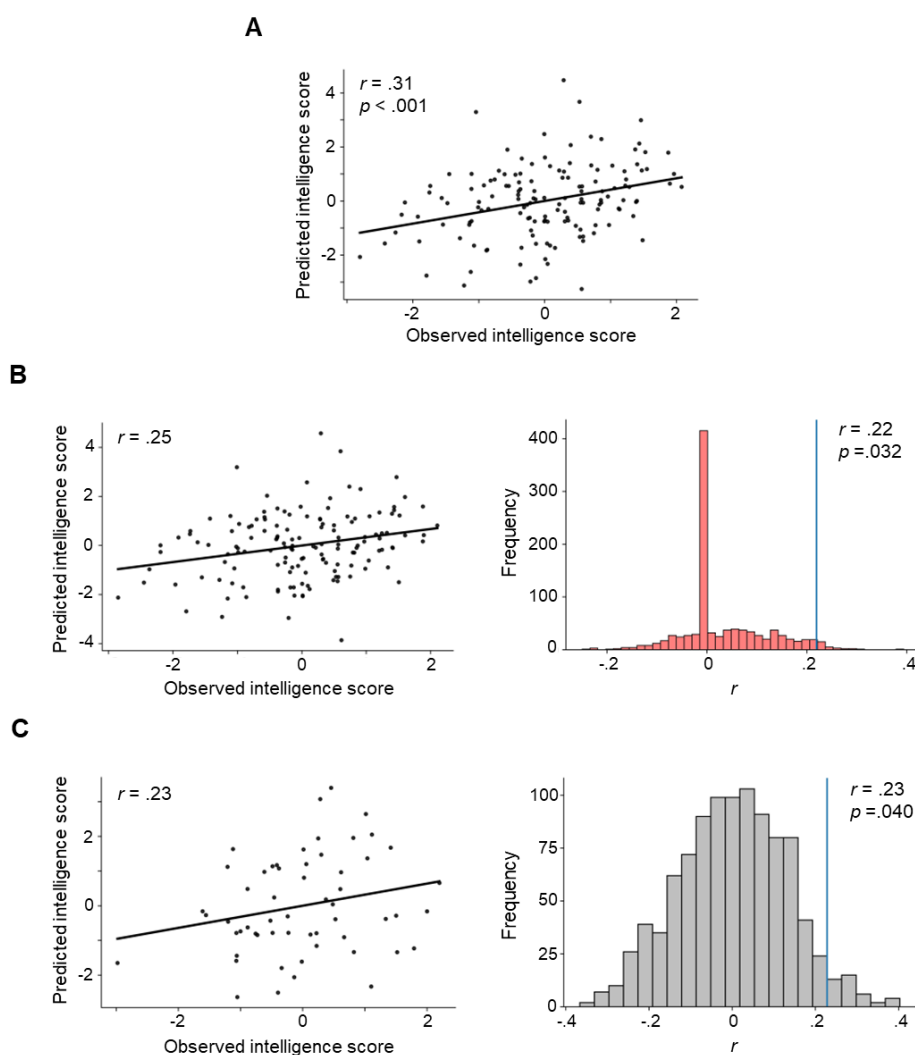 A
r = .31
p < .001
Predicted intelligence score
4
2
0
-2
-2
0
2
Observed intelligence score
B
r = .25
Predicted intelligence score
4
2
0
-2
-4
-2
0
2
Observed intelligence score
r = .22
p =.032
Frequency
400
300
200
100
0
-.2
0
.2
.4
r
C
r = .23
Predicted intelligence score
2
0
-2
-2
0
2
Observed intelligence score
r = .23
p =.040
Frequency
100
75
50
25
0
-.4
-.2
0
.2
.4
r